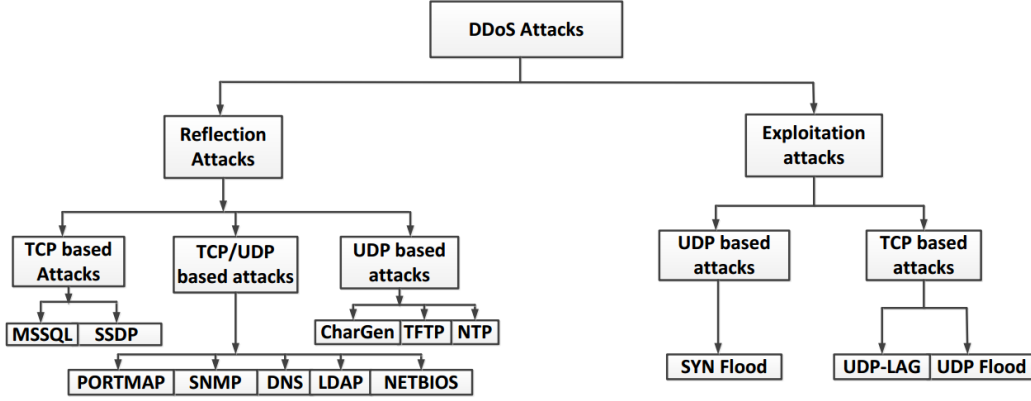 DDoS Attacks
Reflection
Attacks
Exploitation
attacks
TCP based
Attacks
TCP/UDP
based attacks
UDP based
attacks
UDP based
attacks
TCP based
attacks
MSSQL SSDP
CharGen TFTP NTP
PORTMAP SNMP DNS LDAP NETBIOS
SYN Flood
UDP-LAG UDP Flood